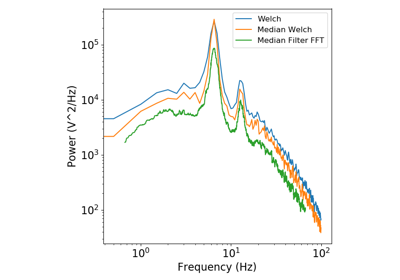 Welch
Median Welch
Median Filter FFT
10^5
10^4
10^3
10^2
Power (V^2/Hz)
10^0
10^1
10^2
Frequency (Hz)